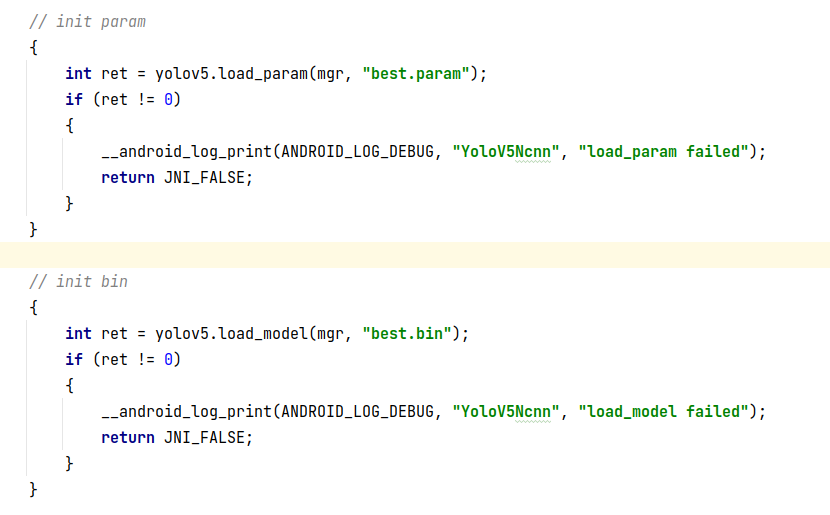 // init param
{
    int ret = yolov5.load_param(mgr, "best.param");
    if (ret != 0)
    {
        __android_log_print(ANDROID_LOG_DEBUG, "YoloV5Ncnn", "load_param failed");
        return JNI_FALSE;
    }
}

// init bin
{
    int ret = yolov5.load_model(mgr, "best.bin");
    if (ret != 0)
    {
        __android_log_print(ANDROID_LOG_DEBUG, "YoloV5Ncnn", "load_model failed");
        return JNI_FALSE;
    }
}